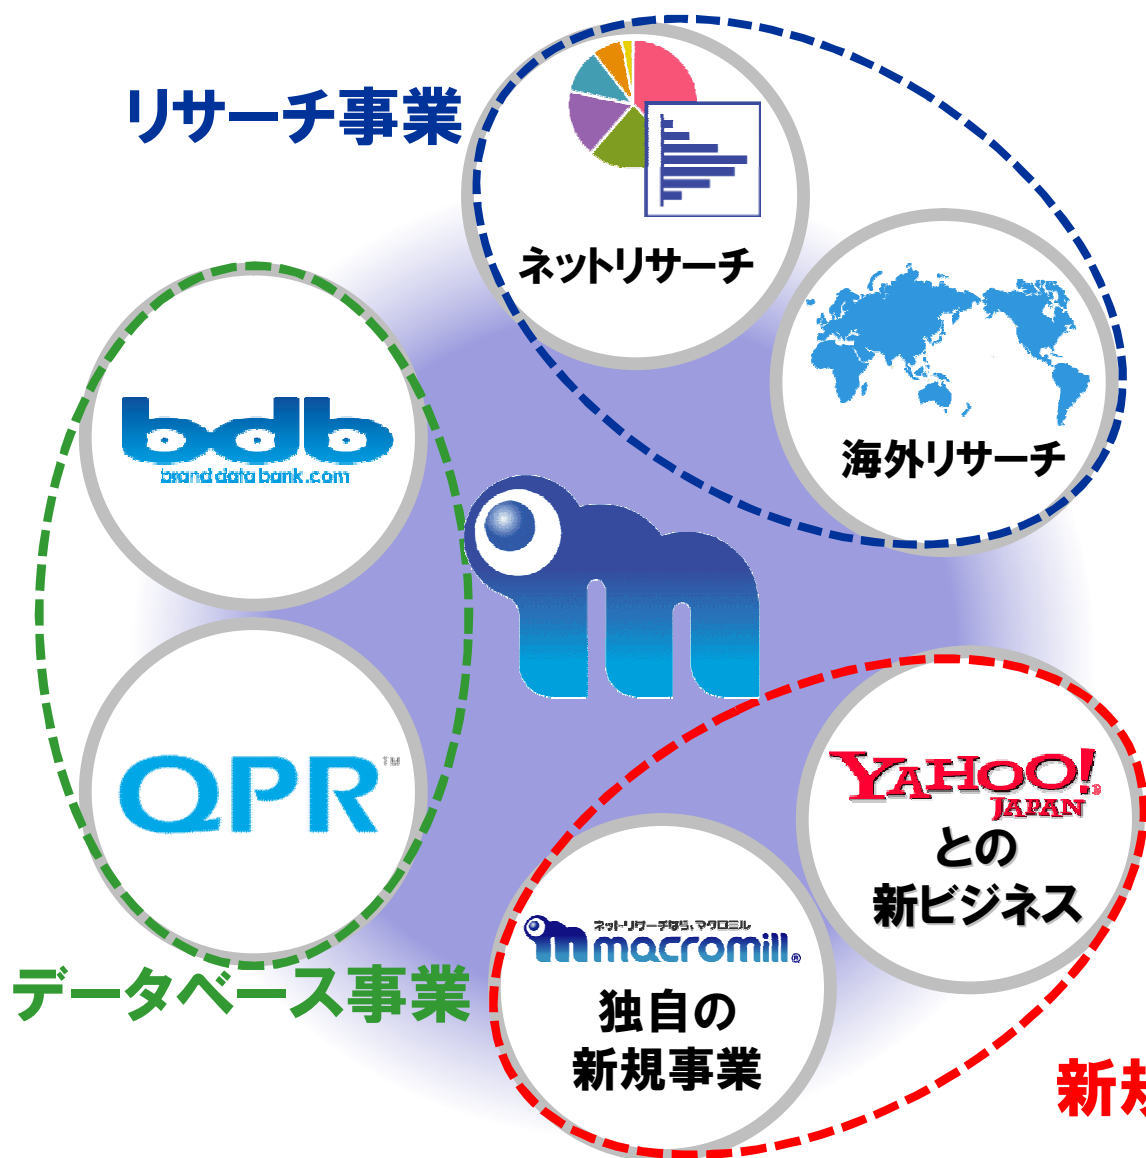 リサーチ事業
ネットリサーチ
海外リサーチ
bdb
brand data bank.com
QPR™
データベース事業
YAHOO!®
JAPAN
との
新ビジネス
ネットリサーチなら、マクロミル
macromill®
独自の
新規事業
新規